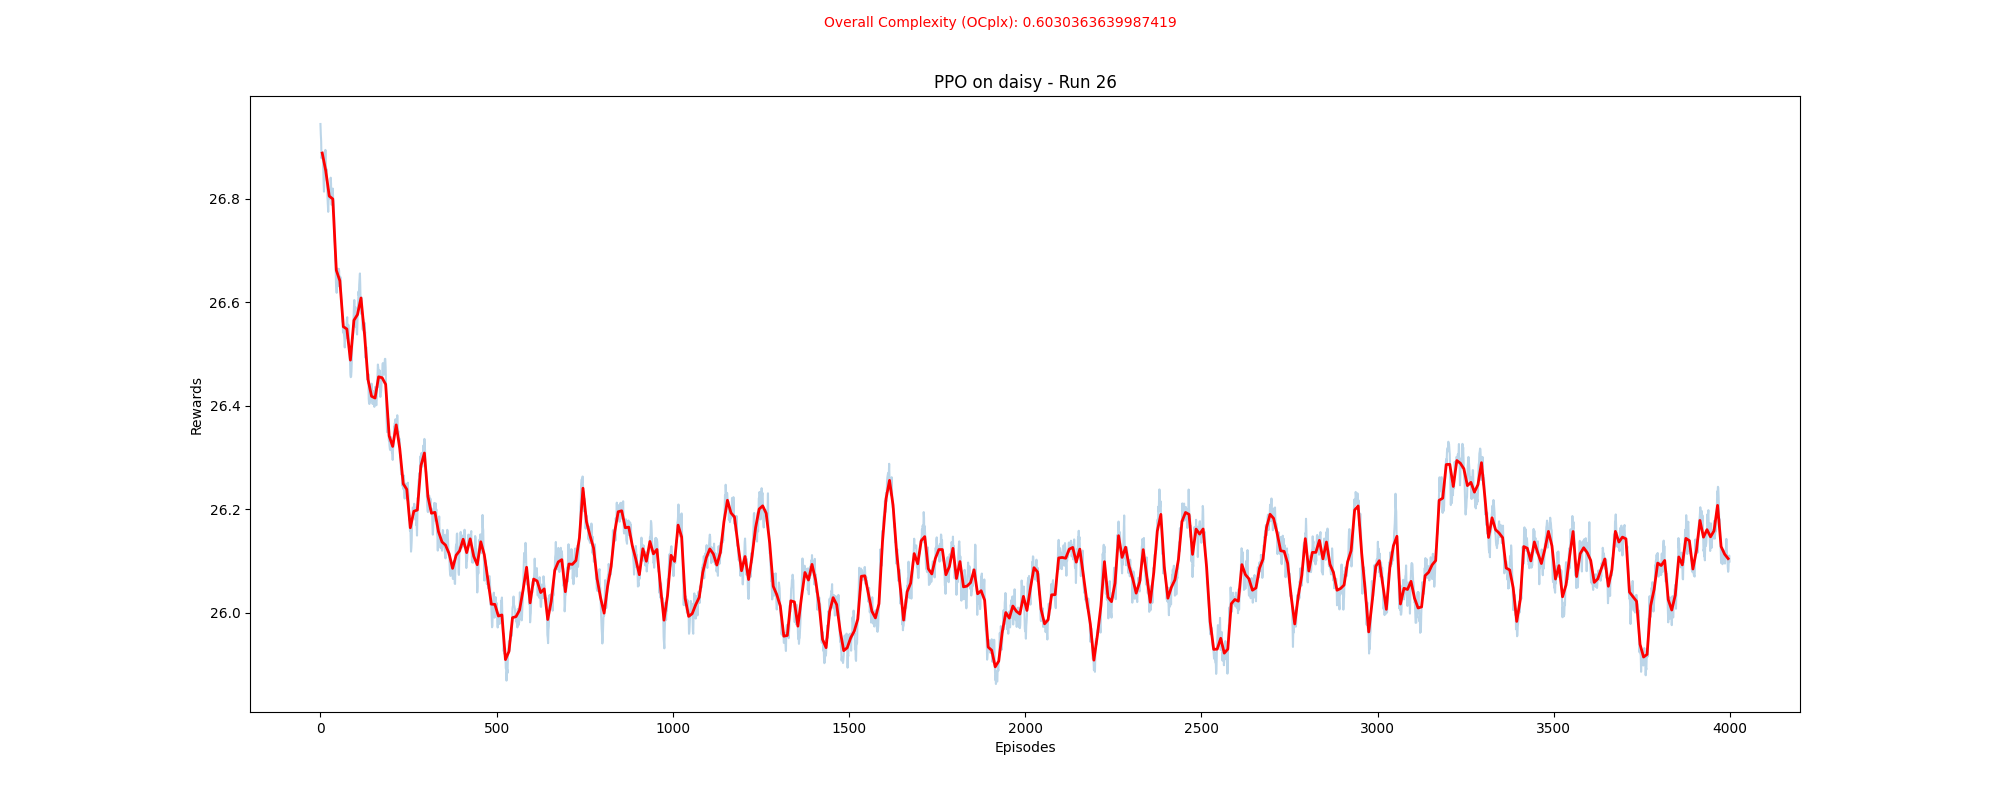 Overall Complexity (OCplx): 0.6030363639987419
PPO on daisy - Run 26
26.8
26.6
26.4
26.2
26.0
Rewards
0 500 1000 1500 2000 2500 3000 3500 4000
Episodes